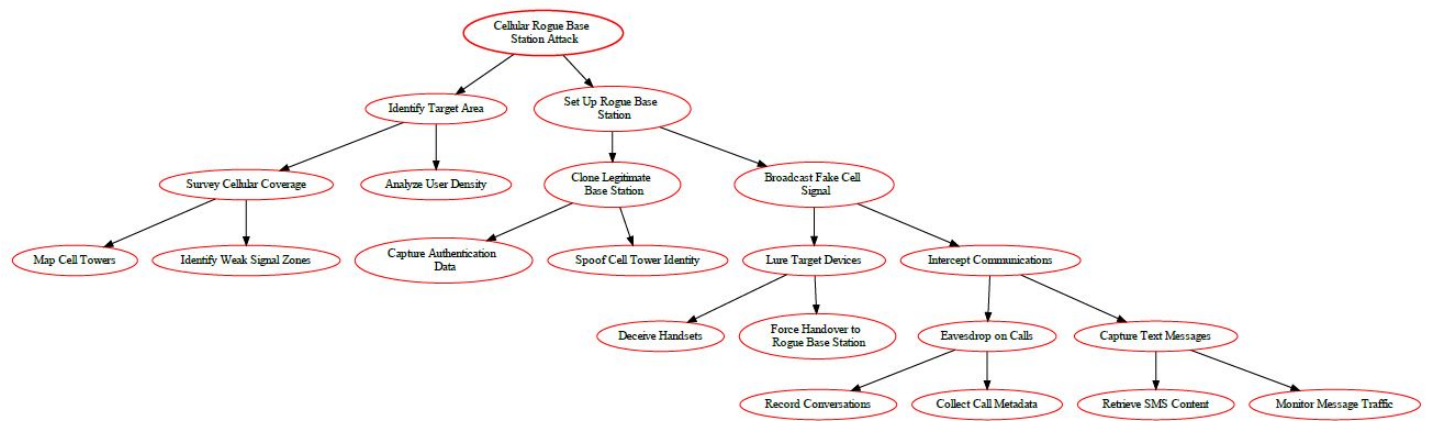 Cellular Rogue Base
Station Attack
Identify Target Area
Set Up Rogue Base
Station
Survey Cellular Coverage
Analyze User Density
Clone Legitimate
Base Station
Broadcast Fake Cell
Signal
Map Cell Towers
Identify Weak Signal Zones
Capture Authentication
Data
Spoof Cell Tower Identity
Lure Target Devices
Intercept Communications
Deceive Handsets
Force Handover to
Rogue Base Station
Eavesdrop on Calls
Capture Text Messages
Record Conversations
Collect Call Metadata
Retrieve SMS Content
Monitor Message Traffic